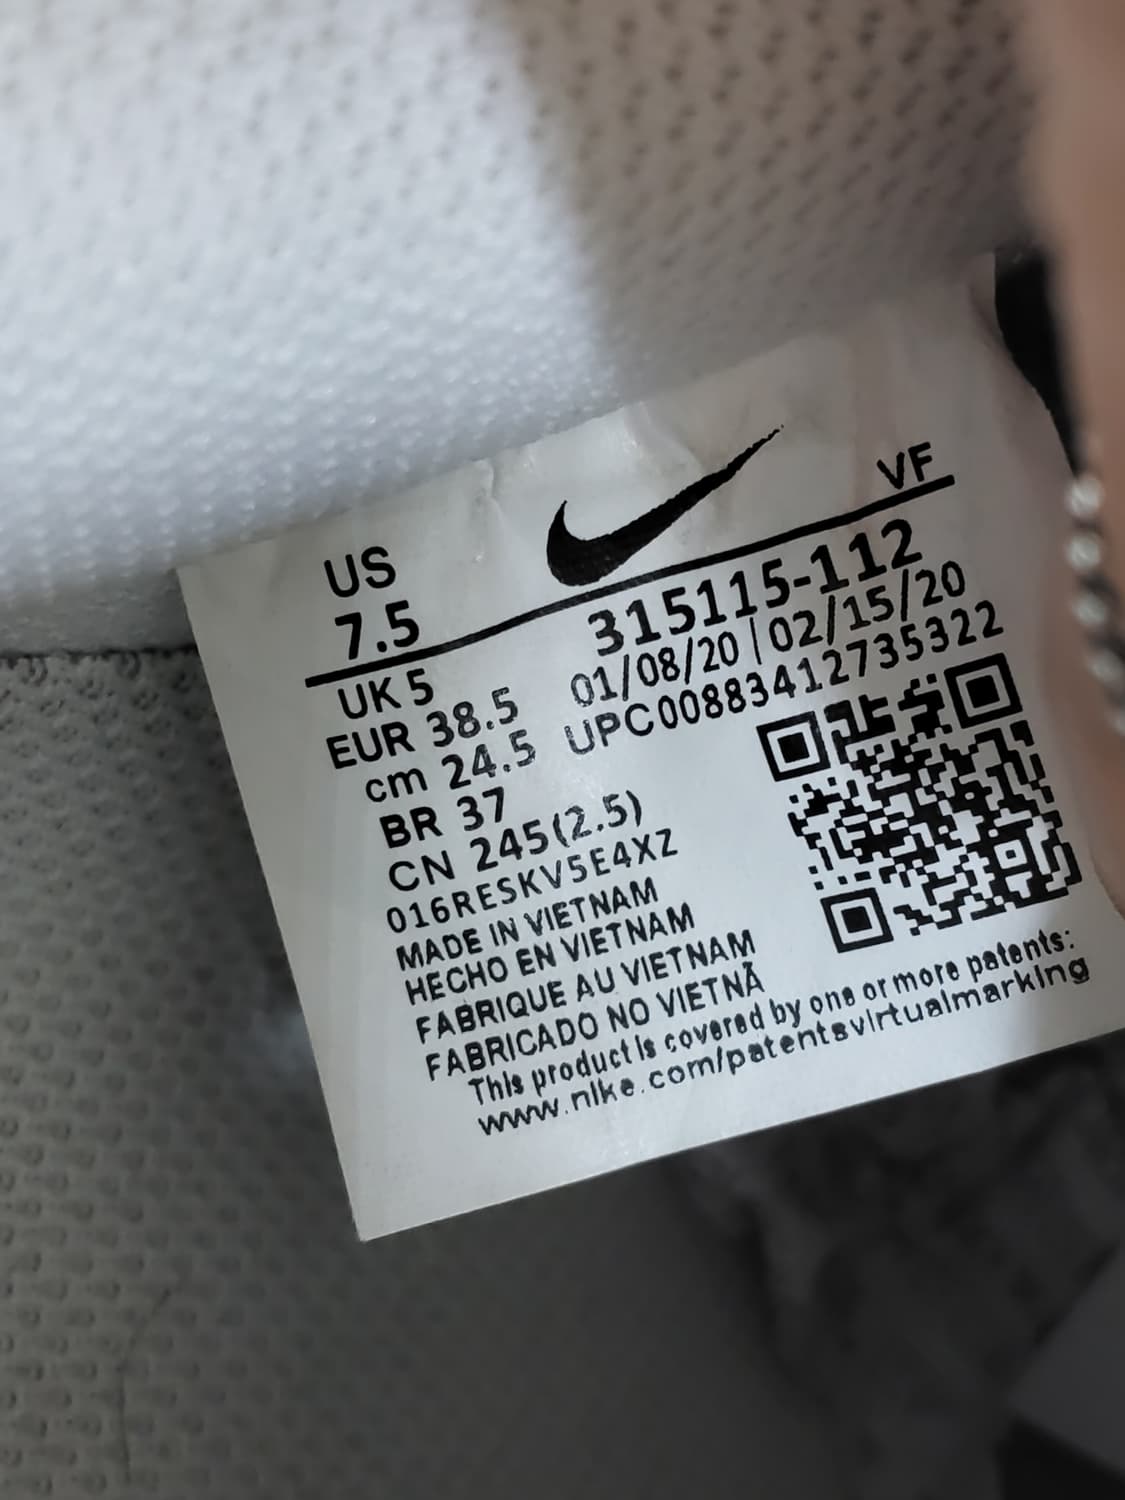 VF
US
7.5
315115-112
UK 5
01/08/20 | 02/15/20
EUR 38.5
UPC00883412735322
cm 24.5
BR 37
CN 245(2.5)
016RESKV5E4XZ
MADE IN VIETNAM
HECHO EN VIETNAM
FABRIQUE AU VIETNAM
FABRICADO NO VIETNÃ
This product is covered by one or more patents:
www.nike.com/patentsvirtualmarking